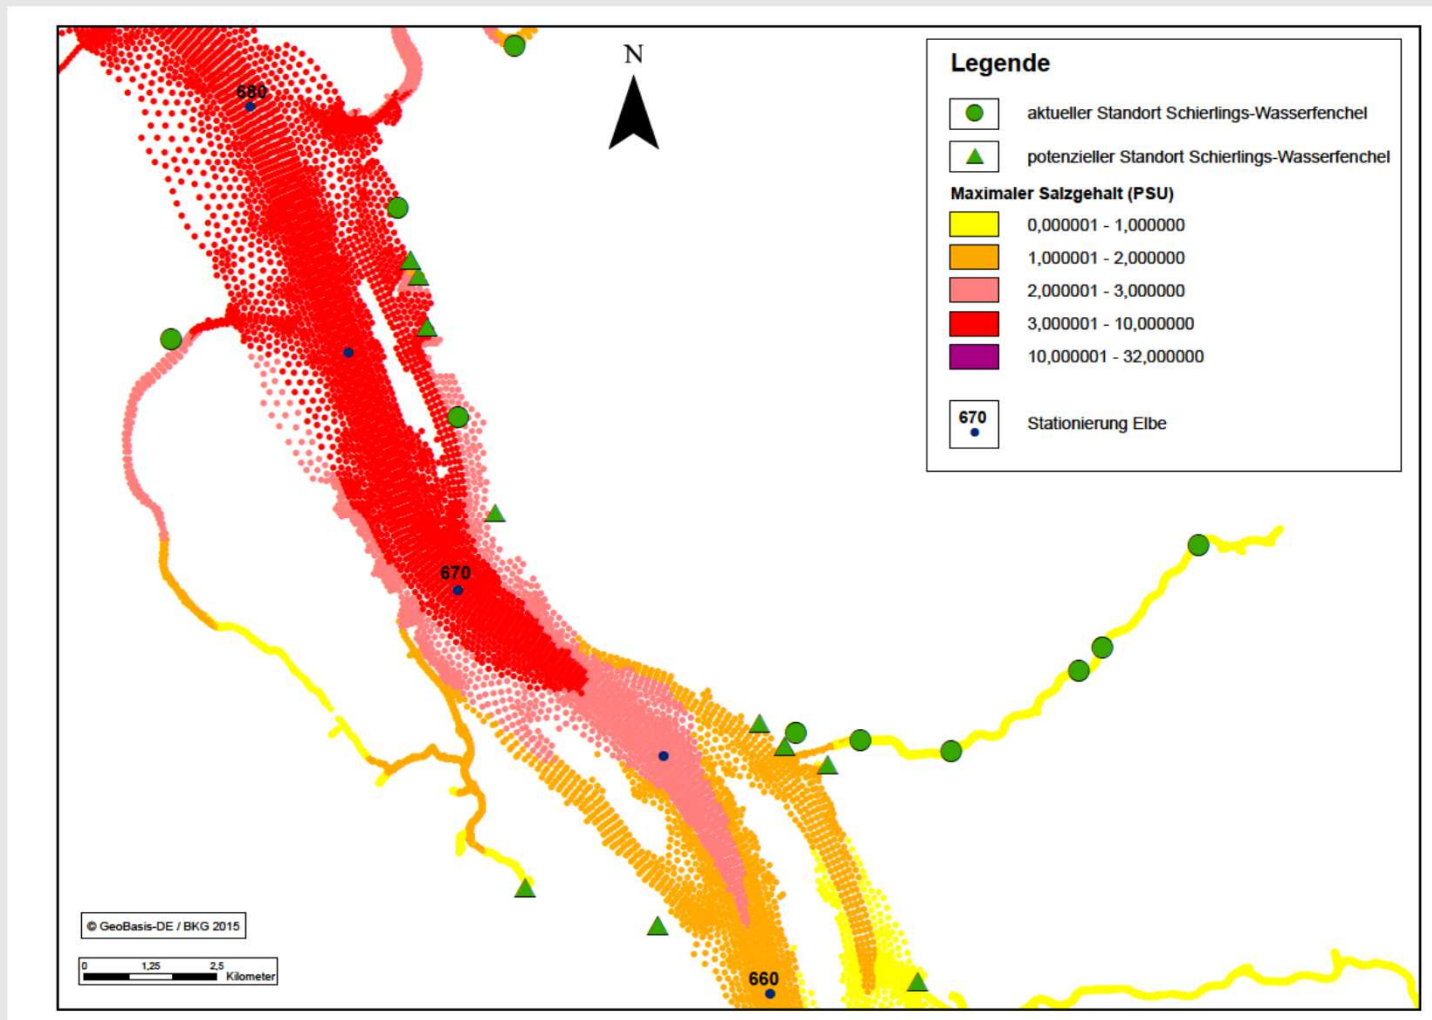 N
680
670
660
Legende
aktueller Standort Schierlings-Wasserfenchel
potenzieller Standort Schierlings-Wasserfenchel
Maximaler Salzgehalt (PSU)
0,000001 - 1,000000
1,000001 - 2,000000
2,000001 - 3,000000
3,000001 - 10,000000
10,000001 - 32,000000
670
Stationierung Elbe
© GeoBasis-DE / BKG 2015
0 1,25 2,5
Kilometer